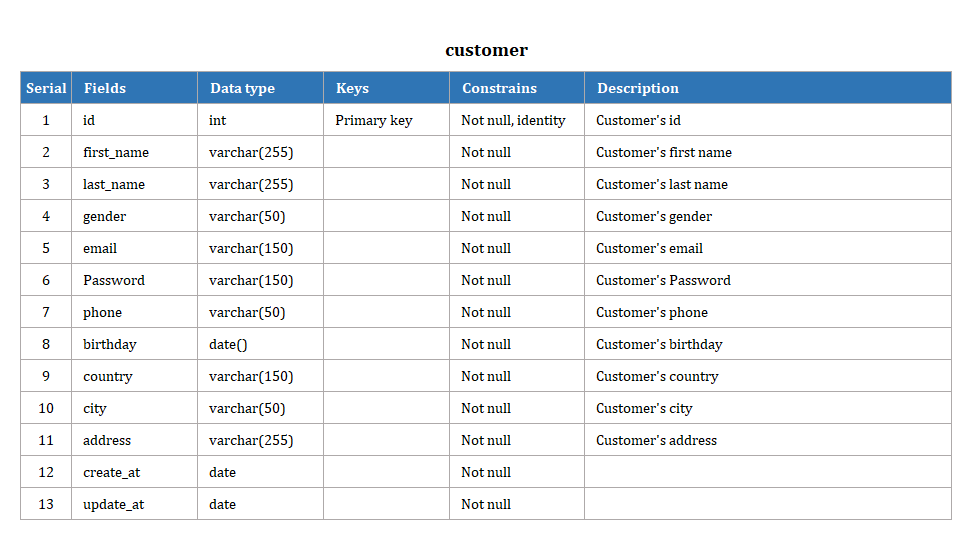 customer
Serial Fields Data type Keys Constrains Description
1 id int Primary key Not null, identity Customer's id
2 first_name varchar(255) Not null Customer's first name
3 last_name varchar(255) Not null Customer's last name
4 gender varchar(50) Not null Customer's gender
5 email varchar(150) Not null Customer's email
6 Password varchar(150) Not null Customer's Password
7 phone varchar(50) Not null Customer's phone
8 birthday date() Not null Customer's birthday
9 country varchar(150) Not null Customer's country
10 city varchar(50) Not null Customer's city
11 address varchar(255) Not null Customer's address
12 create_at date Not null
13 update_at date Not null